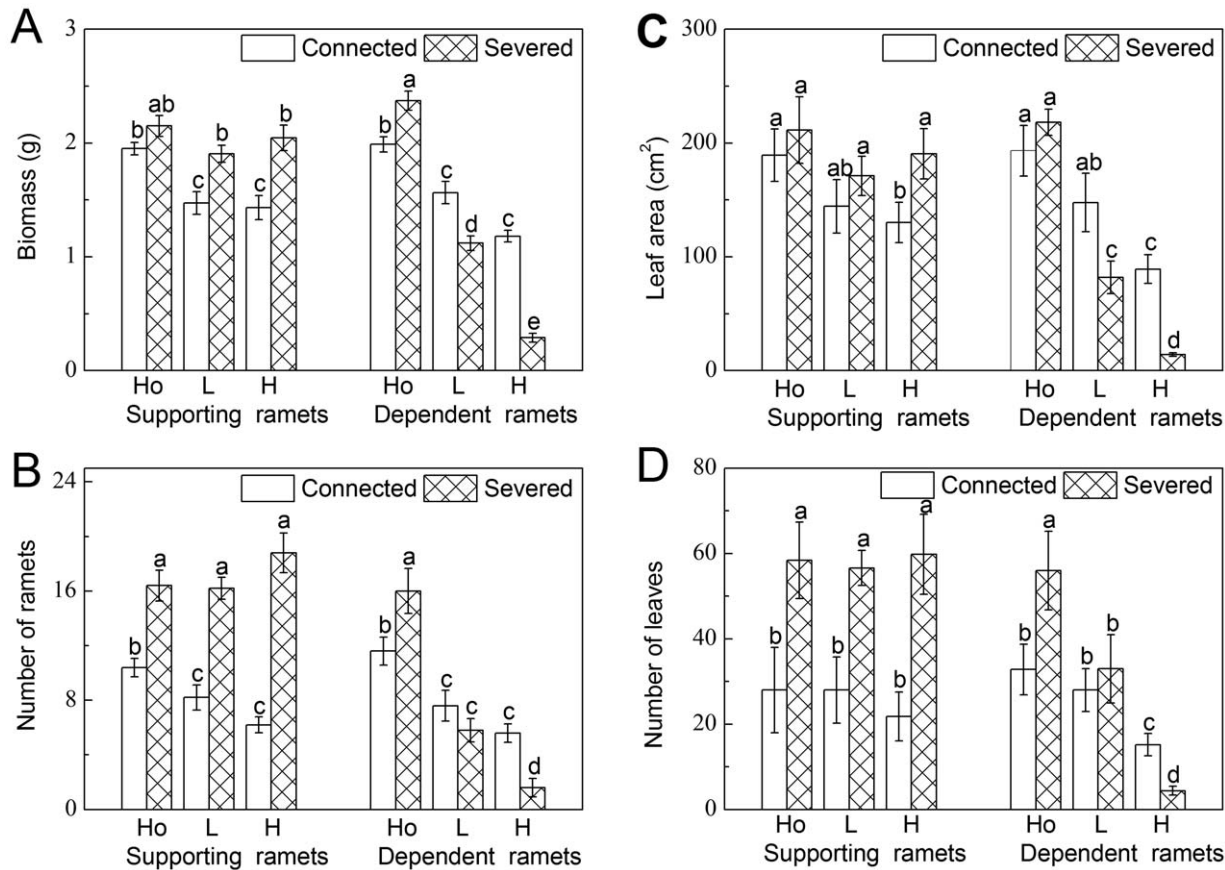 A
3
2
1
0
Biomass (g)
Connected Severed
b ab c b c b b a c d c e
Ho L H Ho L H
Supporting ramets Dependent ramets
C
300
200
100
0
Leaf area (cm²)
Connected Severed
a a ab a b a a a ab c c d
Ho L H Ho L H
Supporting ramets Dependent ramets
B
24
16
8
0
Number of ramets
Connected Severed
b a c a c a b a c c c d
Ho L H Ho L H
Supporting ramets Dependent ramets
D
80
60
40
20
0
Number of leaves
Connected Severed
b a b a b a b a b b c d
Ho L H Ho L H
Supporting ramets Dependent ramets